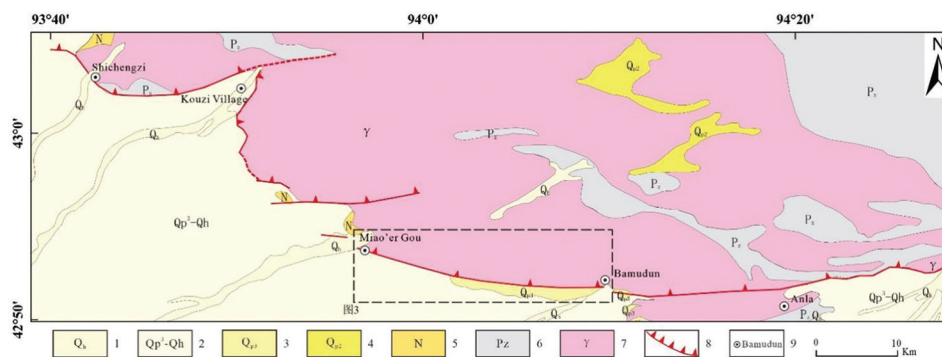 93°40' 94°0' 94°20'
N
Pz
N
Shichengzi
Pz
Kouzi Village
Qh
Qh
Qp2
Pz
43°0'
γ
Pz
Qp2
Pz
Qh
Qp³-Qh
N
Pz
N
Miao'er Gou
Qh
Pz
γ
Bamudun
Qp3
Qp3
Anla
Qp³-Qh
42°50'
图3
Qh
Qp3
Pz
Qh
0 10
Km
Qh 1 Qp³-Qh 2 Qp3 3 Qp2 4 N 5 Pz 6 γ 7 8 Bamudun 9